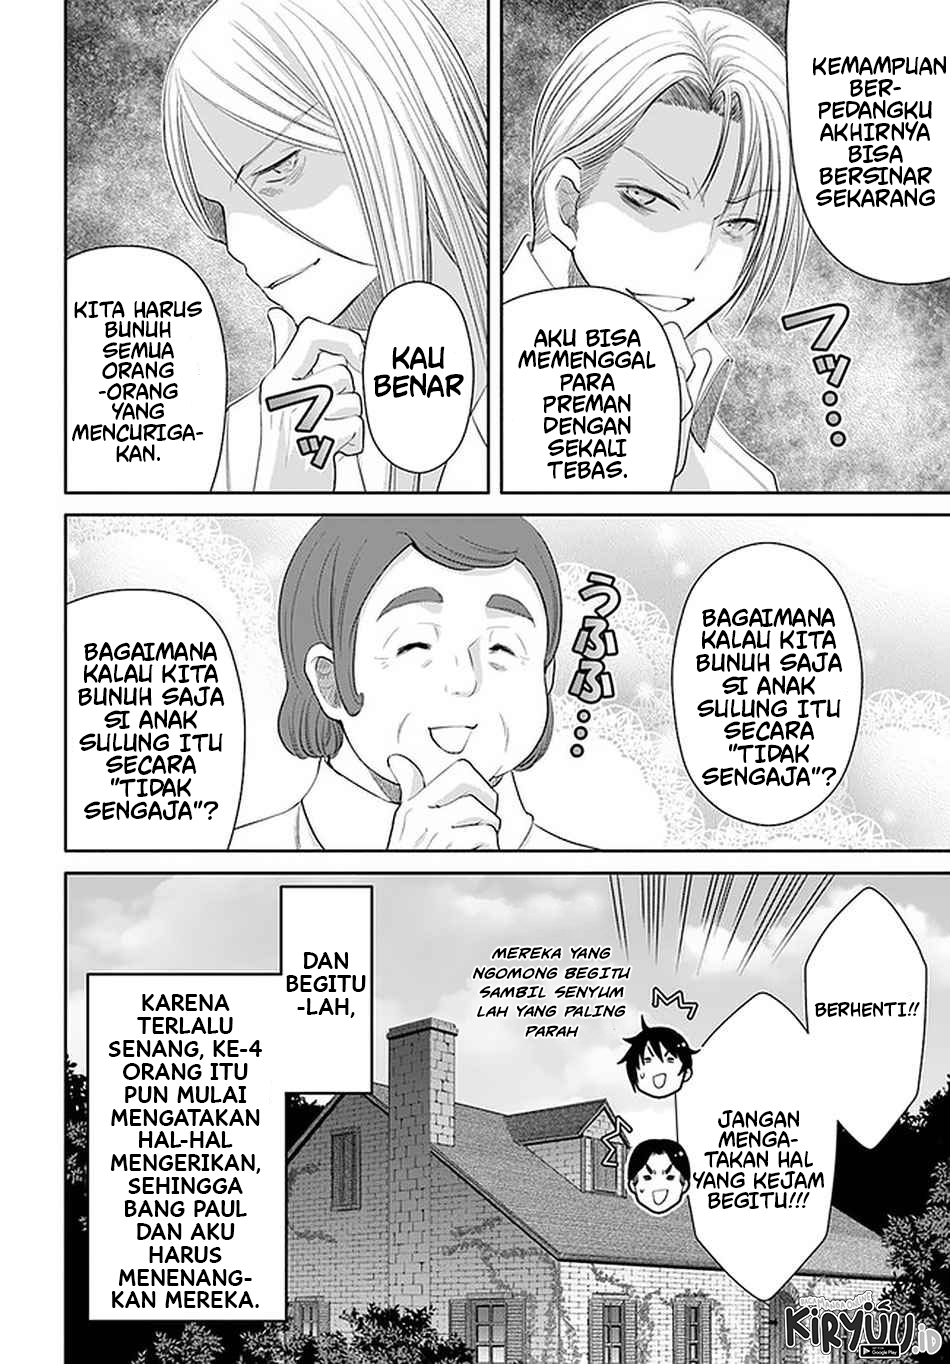 KEMAMPUAN
BER-
PEDANGKU
AKHIRNYA
BISA
BERSINAR
SEKARANG
フッ・・・
AKU BISA
MEMENGGAL
PARA
PREMAN
DENGAN
SEKALI
TEBAS.
KAU
BENAR
フッ
KITA HARUS
BUNUH
SEMUA
ORANG
-ORANG
YANG
MENCURIGA-
KAN.
BAGAIMANA
KALAU KITA
BUNUH SAJA
SI ANAK
SULUNG ITU
SECARA
"TIDAK
SENGAJA"?
うふふ・・・
BAGAIMANA
KALAU KITA
BUNUH SAJA
SI ANAK
SULUNG ITU
SECARA
"TIDAK
SENGAJA"?
BERHENTI!!
JANGAN
MENGA-
TAKAN HAL
YANG KEJAM
BEGITU!!!
MEREKA YANG
NGOMONG BEGITU
SAMBIL SENYUM
LAH YANG PALING
PARAH
DAN
BEGITU
-LAH,
KARENA
TERLALU
SENANG, KE-4
ORANG ITU
PUN MULAI
MENGATAKAN
HAL-HAL
MENGERIKAN,
SEHINGGA
BANG PAUL
DAN AKU
HARUS
MENENANG-
KAN MEREKA.
KIRYUU.ID
Google Play